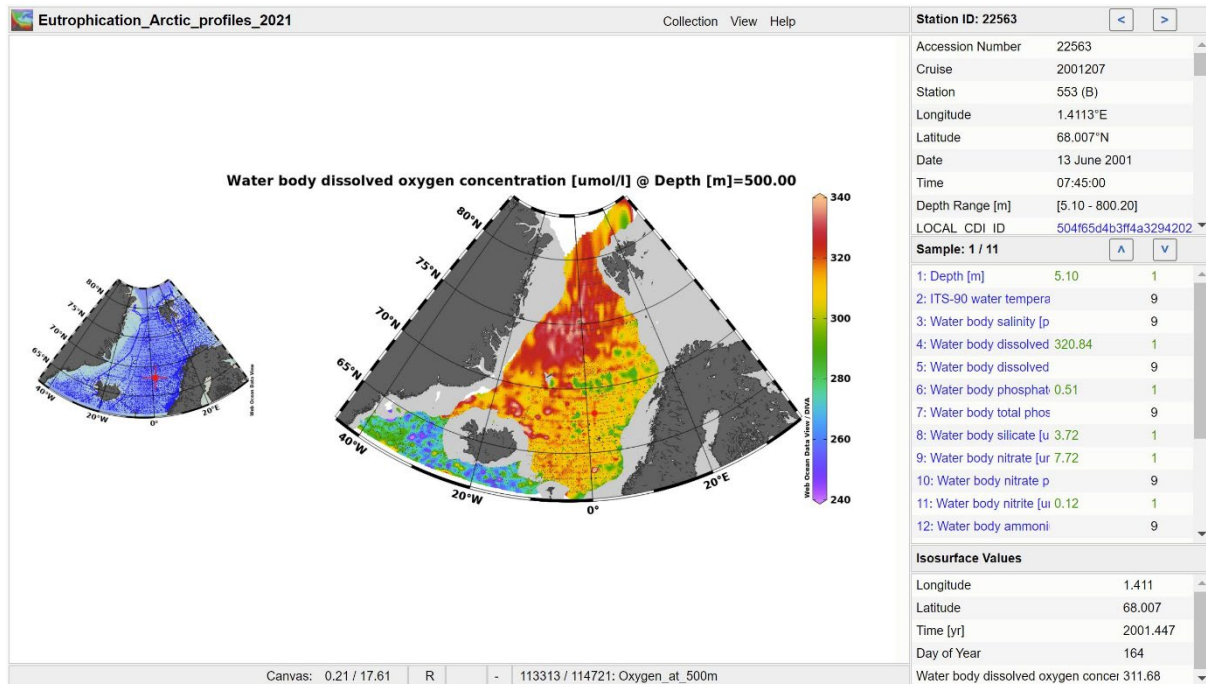 Eutrophication_Arctic_profiles_2021
Collection View Help
80°N
75°N
70°N
65°N
40°W
20°W
0°
20°E
Web Ocean Data View
Water body dissolved oxygen concentration [umol/l] @ Depth [m]=500.00
80°N
75°N
70°N
65°N
40°W
20°W
0°
20°E
Web Ocean Data View / DIVA
340
320
300
280
260
240
Canvas: 0.21 / 17.61 R - 113313 / 114721: Oxygen_at_500m
Station ID: 22563 < >
Accession Number 22563
Cruise 2001207
Station 553 (B)
Longitude 1.4113°E
Latitude 68.007°N
Date 13 June 2001
Time 07:45:00
Depth Range [m] [5.10 - 800.20]
LOCAL_CDI_ID 504f65d4b3ff4a3294202
Sample: 1 / 11
1: Depth [m] 5.10 1
2: ITS-90 water tempera 9
3: Water body salinity [p 9
4: Water body dissolved 320.84 1
5: Water body dissolved 9
6: Water body phosphat 0.51 1
7: Water body total phos 9
8: Water body silicate [u 3.72 1
9: Water body nitrate [ur 7.72 1
10: Water body nitrate p 9
11: Water body nitrite [u 0.12 1
12: Water body ammoni 9
Isosurface Values
Longitude 1.411
Latitude 68.007
Time [yr] 2001.447
Day of Year 164
Water body dissolved oxygen concer 311.68